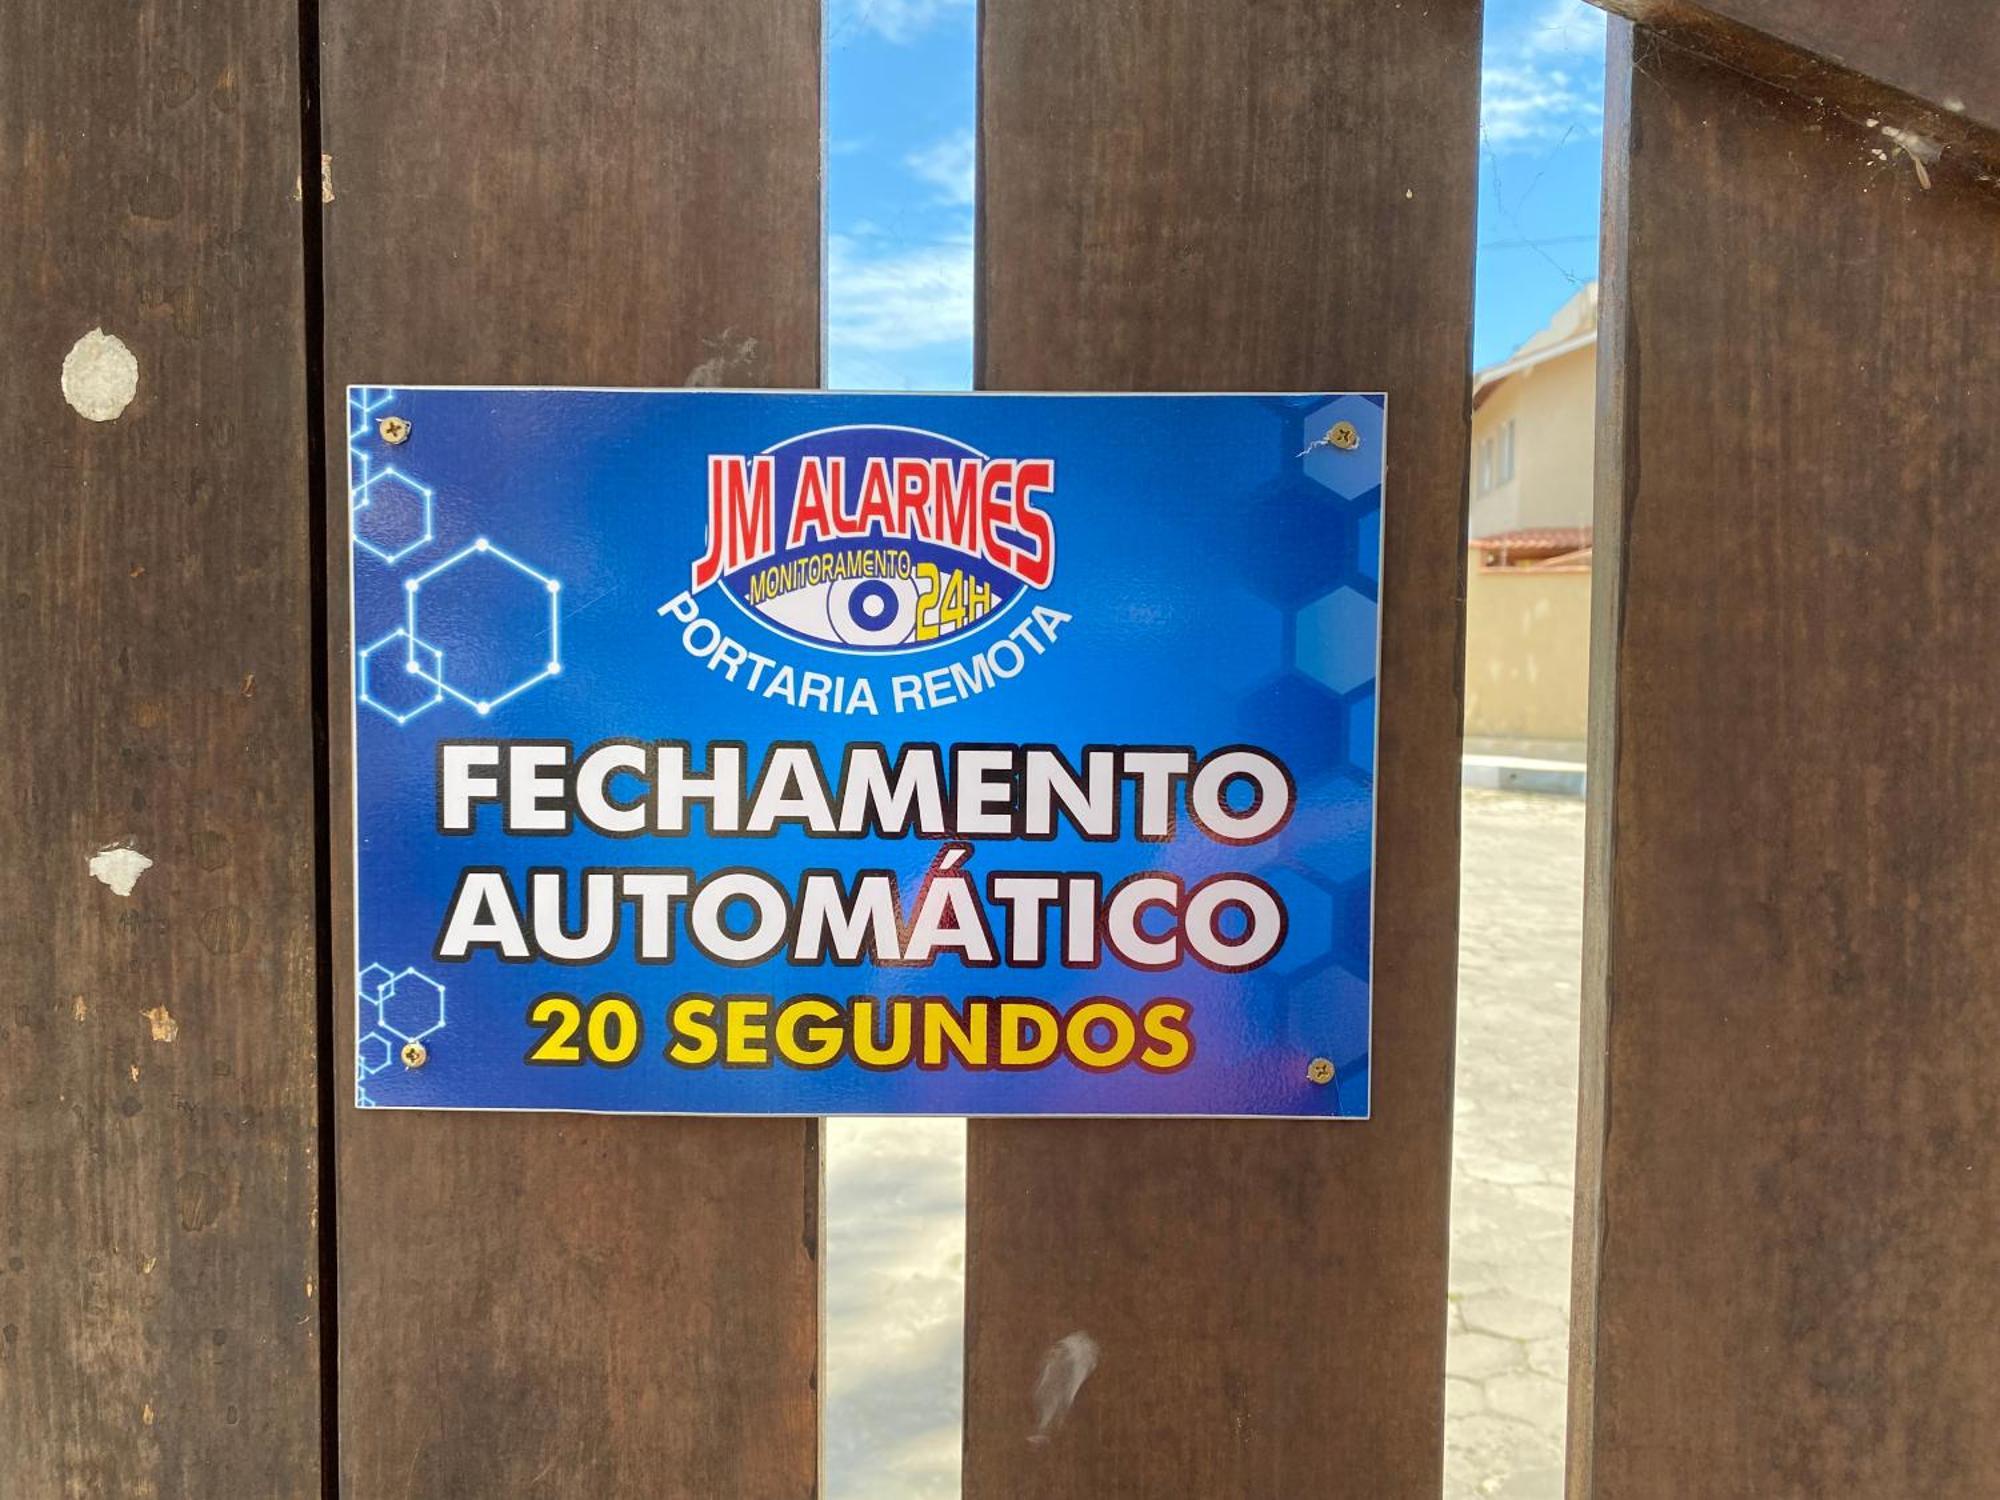 JM ALARMES
MONITORAMENTO 24H
PORTARIA REMOTA
FECHAMENTO
AUTOMÁTICO
20 SEGUNDOS